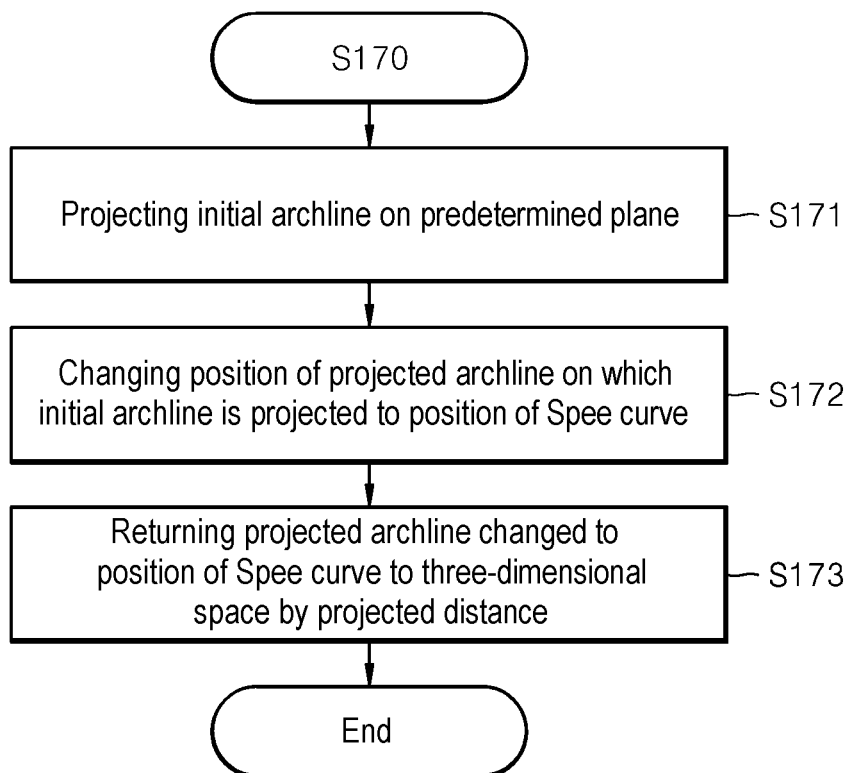 S170
Projecting initial archline on predetermined plane
S171
Changing position of projected archline on which
initial archline is projected to position of Spee curve
S172
Returning projected archline changed to
position of Spee curve to three-dimensional
space by projected distance
S173
End